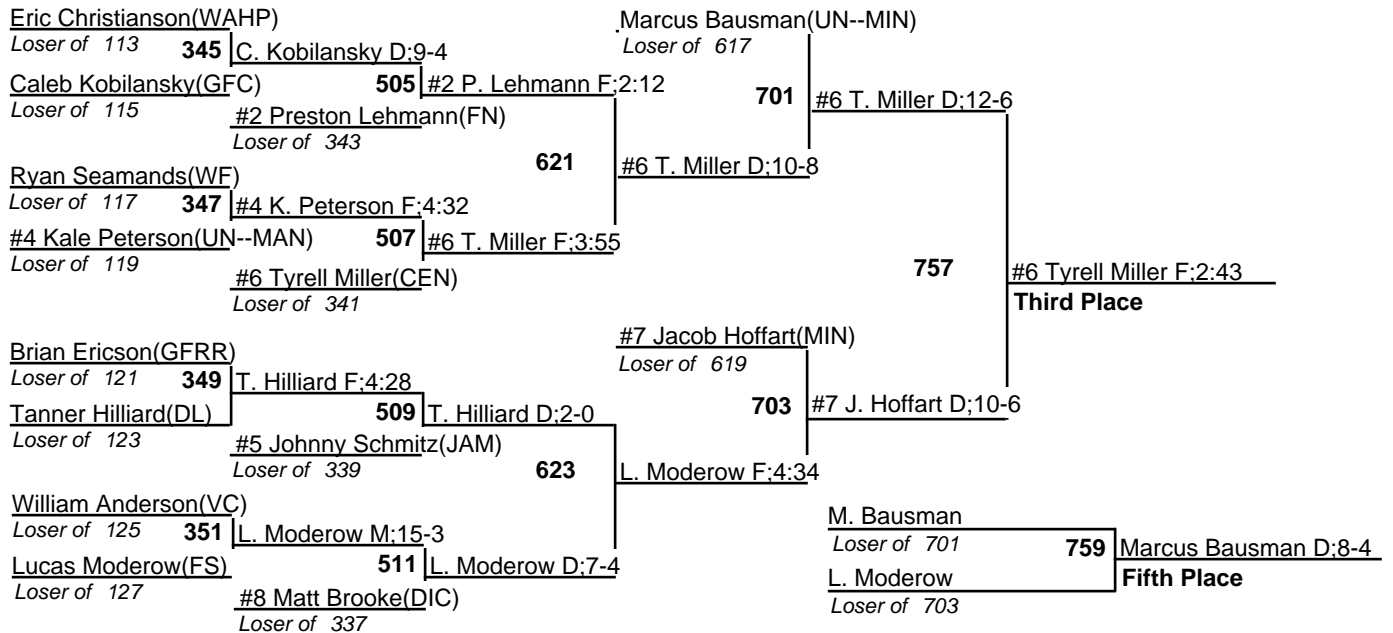 Eric Christianson(WAHP)
Loser of 113
345
C. Kobilansky D;9-4
Caleb Kobilansky(GFC)
Loser of 115
505
#2 P. Lehmann F;2:12
#2 Preston Lehmann(FN)
Loser of 343
621
#6 T. Miller D;10-8
Ryan Seamands(WF)
Loser of 117
347
#4 K. Peterson F;4:32
#4 Kale Peterson(UN--MAN)
Loser of 119
507
#6 T. Miller F;3:55
#6 Tyrell Miller(CEN)
Loser of 341
Marcus Bausman(UN--MIN)
Loser of 617
701
#6 T. Miller D;12-6
757
#6 Tyrell Miller F;2:43
Third Place
Brian Ericson(GFRR)
Loser of 121
349
T. Hilliard F;4:28
Tanner Hilliard(DL)
Loser of 123
509
T. Hilliard D;2-0
#5 Johnny Schmitz(JAM)
Loser of 339
623
L. Moderow F;4:34
William Anderson(VC)
Loser of 125
351
L. Moderow M;15-3
Lucas Moderow(FS)
Loser of 127
511
L. Moderow D;7-4
#8 Matt Brooke(DIC)
Loser of 337
#7 Jacob Hoffart(MIN)
Loser of 619
703
#7 J. Hoffart D;10-6
M. Bausman
Loser of 701
759
Marcus Bausman D;8-4
Fifth Place
L. Moderow
Loser of 703